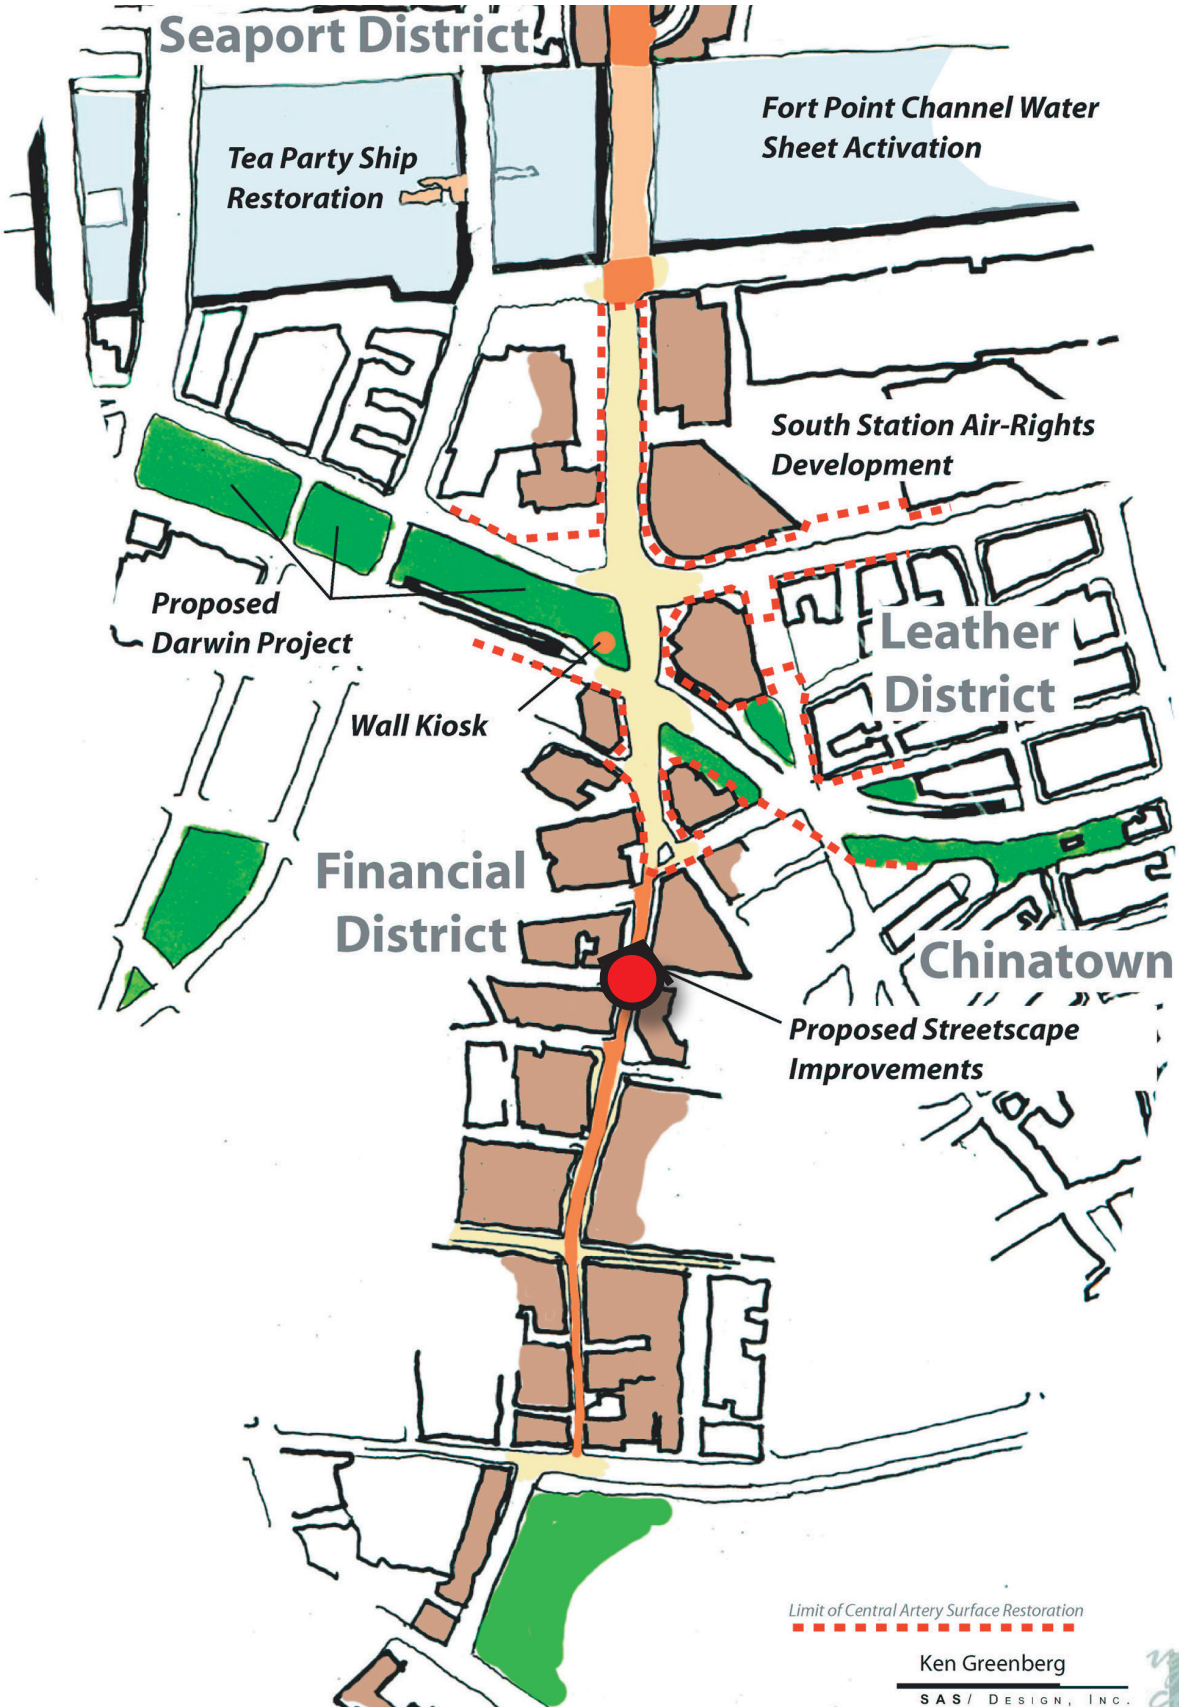 Seaport District
Fort Point Channel Water
Sheet Activation
Tea Party Ship
Restoration
South Station Air-Rights
Development
Proposed
Darwin Project
Leather
District
Wall Kiosk
Financial
District
Chinatown
Proposed Streetscape
Improvements
Limit of Central Artery Surface Restoration
Ken Greenberg
SAS/ DESIGN, INC.